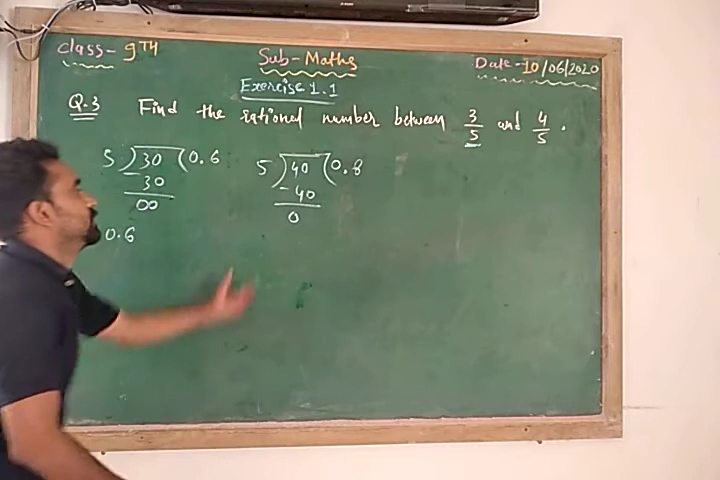 Class- 9TH
Sub- Maths
Date- 10/06/2020
Exercise 1.1
Q.3 Find the rational number between 3/5 and 4/5.
5)30(0.6
-30
00
5)40(0.8
-40
0
0.6